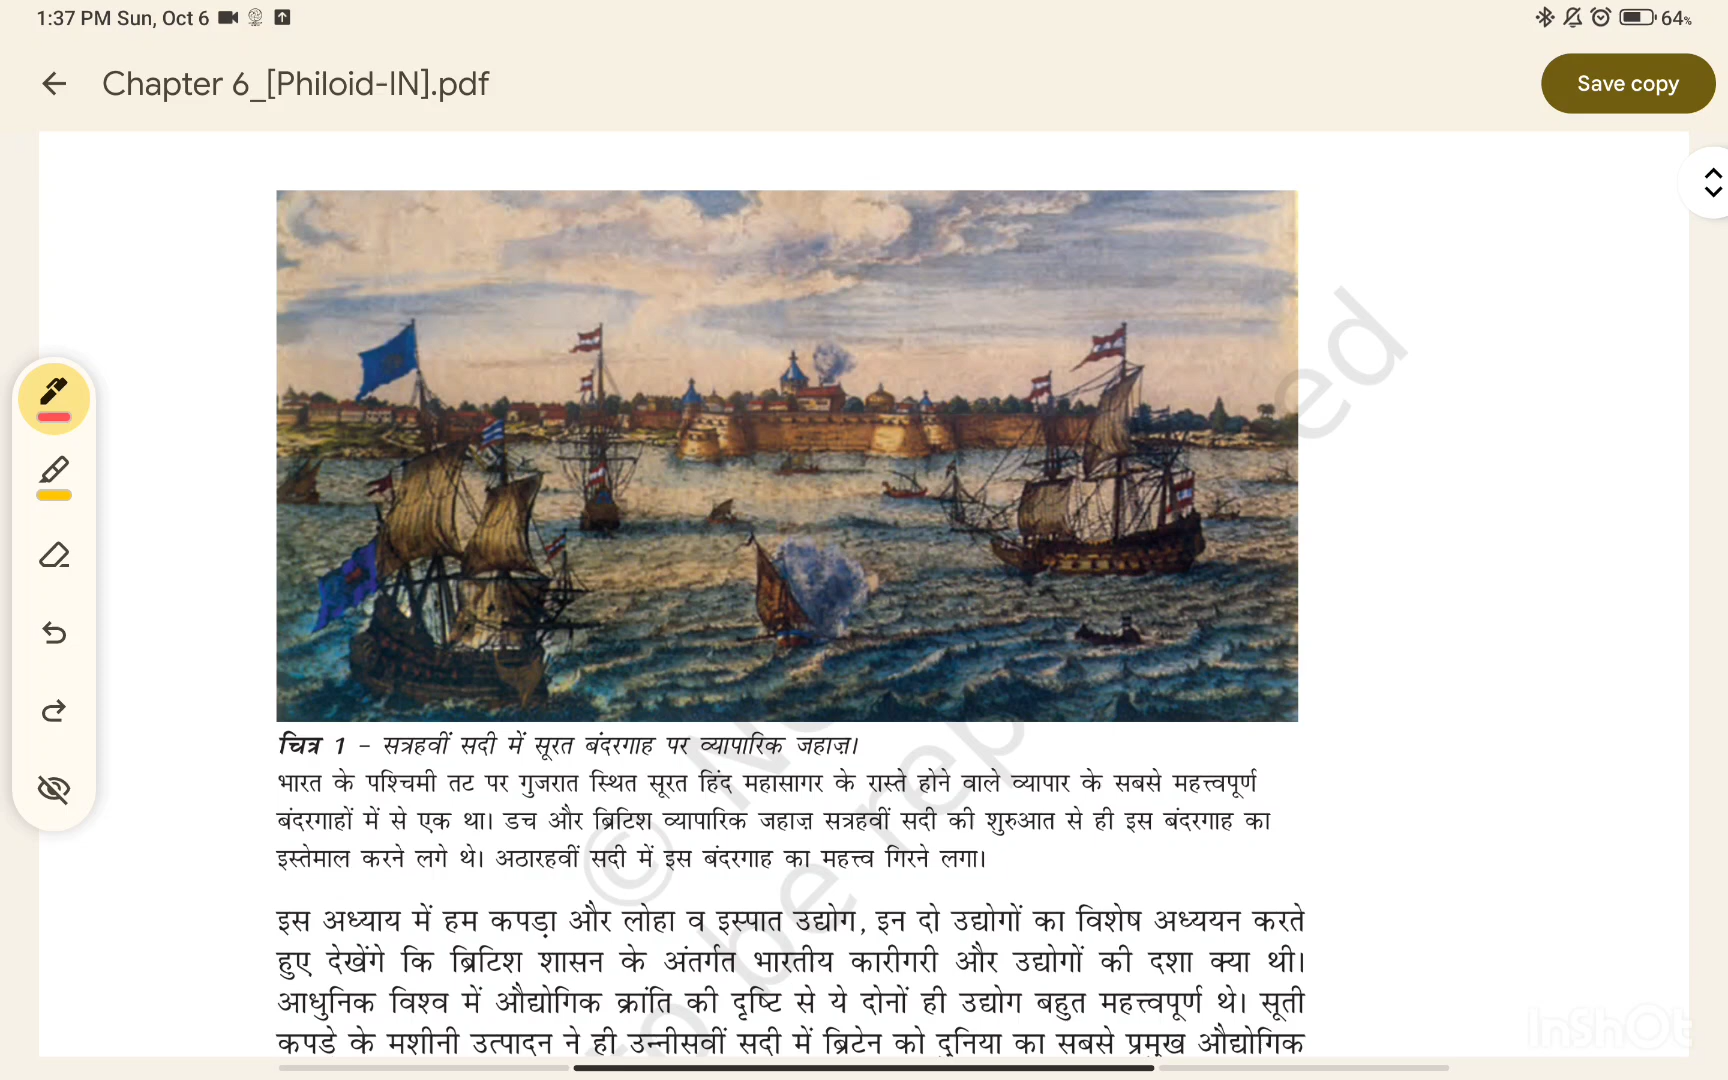 1:37 PM Sun, Oct 6
64%
Chapter 6_[Philoid-IN].pdf
Save copy
चित्र 1 – सत्रहवीं सदी में सूरत बंदरगाह पर व्यापारिक जहाज़।
भारत के पश्चिमी तट पर गुजरात स्थित सूरत हिंद महासागर के रास्ते होने वाले व्यापार के सबसे महत्त्वपूर्ण
बंदरगाहों में से एक था। डच और ब्रिटिश व्यापारिक जहाज़ सत्रहवीं सदी की शुरुआत से ही इस बंदरगाह का
इस्तेमाल करने लगे थे। अठारहवीं सदी में इस बंदरगाह का महत्त्व गिरने लगा।
इस अध्याय में हम कपड़ा और लोहा व इस्पात उद्योग, इन दो उद्योगों का विशेष अध्ययन करते
हुए देखेंगे कि ब्रिटिश शासन के अंतर्गत भारतीय कारीगरी और उद्योगों की दशा क्या थी।
आधुनिक विश्व में औद्योगिक क्रांति की दृष्टि से ये दोनों ही उद्योग बहुत महत्त्वपूर्ण थे। सूती
कपड़े के मशीनी उत्पादन ने ही उन्नीसवीं सदी में ब्रिटेन को दुनिया का सबसे प्रमुख औद्योगिक
InShOt